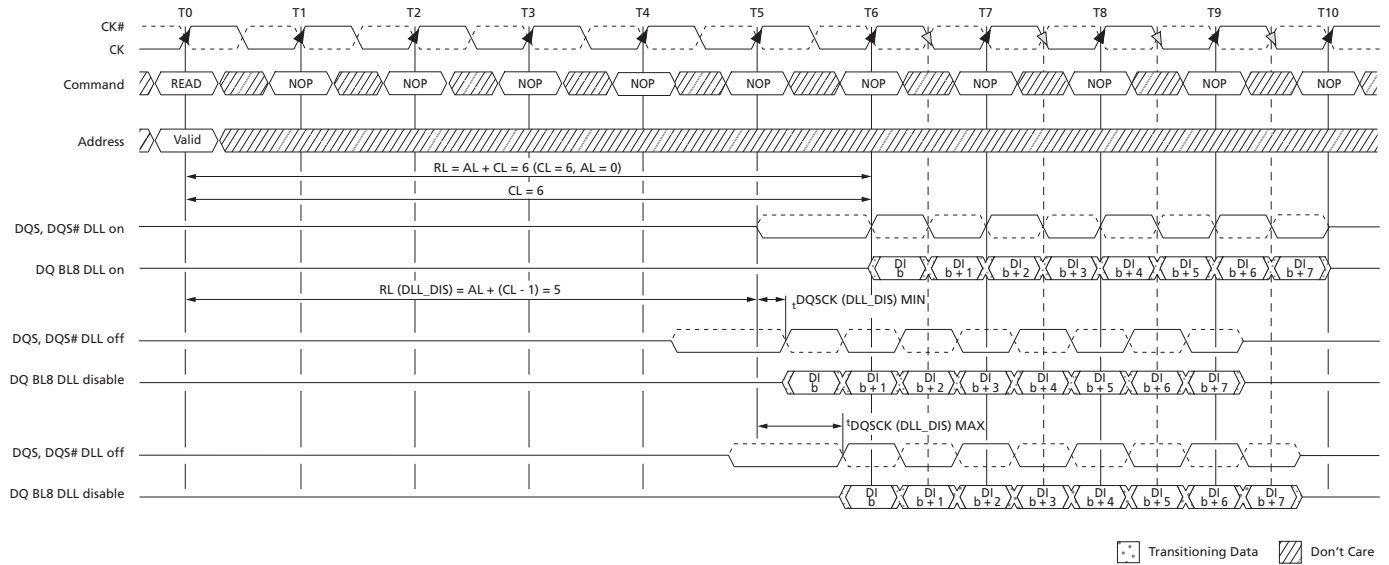 T0 T1 T2 T3 T4 T5 T6 T7 T8 T9 T10
CK#
CK
Command READ NOP NOP NOP NOP NOP NOP NOP NOP NOP NOP
Address Valid
RL = AL + CL = 6 (CL = 6, AL = 0)
CL = 6
DQS, DQS# DLL on
DQ BL8 DLL on DI b DI b + 1 DI b + 2 DI b + 3 DI b + 4 DI b + 5 DI b + 6 DI b + 7
RL (DLL_DIS) = AL + (CL - 1) = 5
tDQSCK (DLL_DIS) MIN
DQS, DQS# DLL off
DQ BL8 DLL disable DI b DI b + 1 DI b + 2 DI b + 3 DI b + 4 DI b + 5 DI b + 6 DI b + 7
tDQSCK (DLL_DIS) MAX
DQS, DQS# DLL off
DQ BL8 DLL disable DI b DI b + 1 DI b + 2 DI b + 3 DI b + 4 DI b + 5 DI b + 6 DI b + 7
Transitioning Data Don't Care